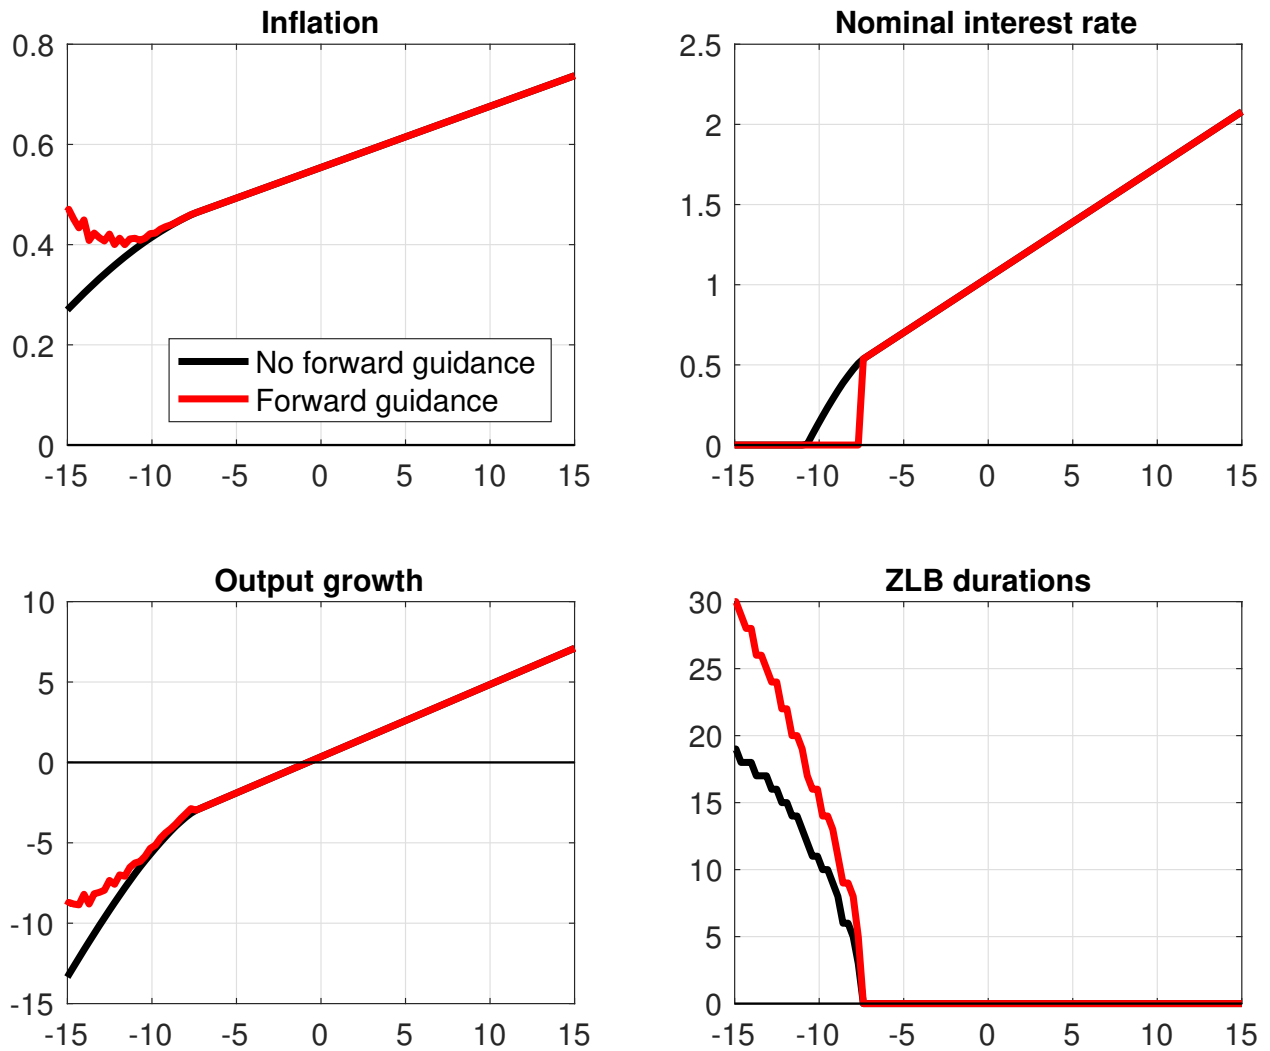 Inflation
0.8
0.6
0.4
0.2
0
-15 -10 -5 0 5 10 15
No forward guidance
Forward guidance
Nominal interest rate
2.5
2
1.5
1
0.5
0
-15 -10 -5 0 5 10 15
Output growth
10
5
0
-5
-10
-15
-15 -10 -5 0 5 10 15
ZLB durations
30
25
20
15
10
5
0
-15 -10 -5 0 5 10 15